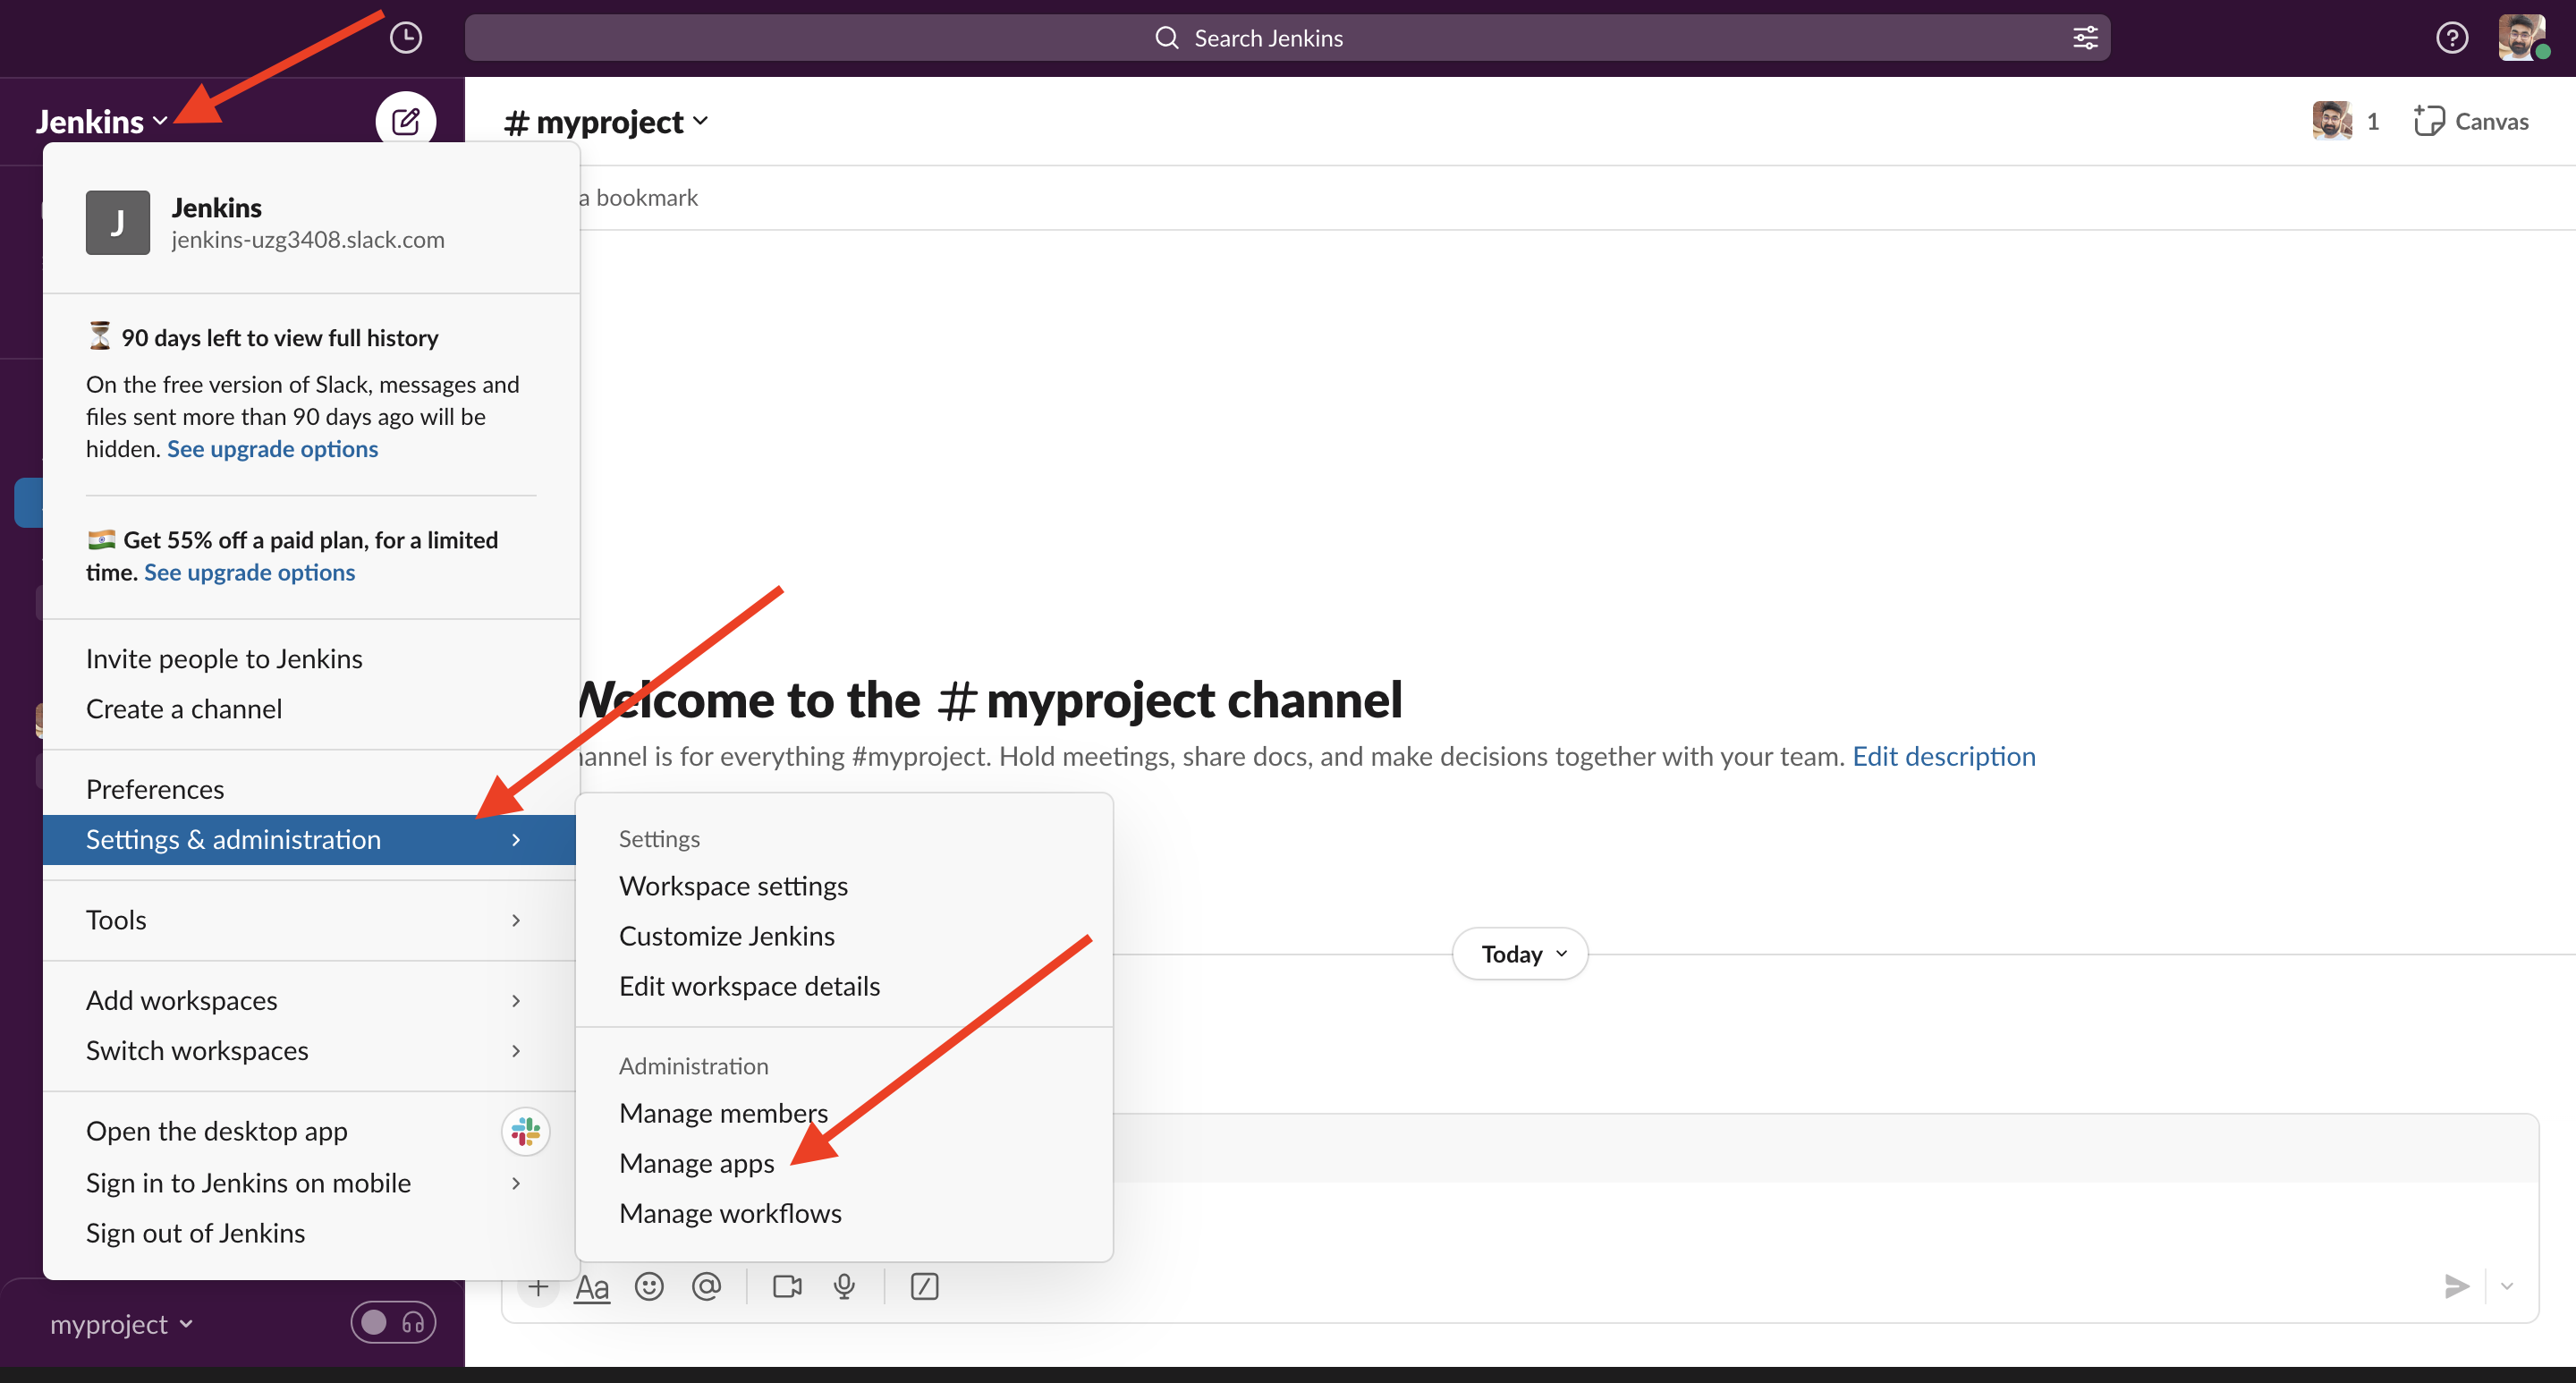 Search Jenkins
Jenkins
# myproject
1
Canvas
J
Jenkins
jenkins-uzg3408.slack.com
a bookmark
90 days left to view full history
On the free version of Slack, messages and
files sent more than 90 days ago will be
hidden. See upgrade options
Get 55% off a paid plan, for a limited
time. See upgrade options
Invite people to Jenkins
Create a channel
Preferences
Settings & administration
Tools
Add workspaces
Switch workspaces
Open the desktop app
Sign in to Jenkins on mobile
Sign out of Jenkins
Welcome to the # myproject channel
annel is for everything #myproject. Hold meetings, share docs, and make decisions together with your team. Edit description
Settings
Workspace settings
Customize Jenkins
Edit workspace details
Administration
Manage members
Manage apps
Manage workflows
Today
Aa
myproject